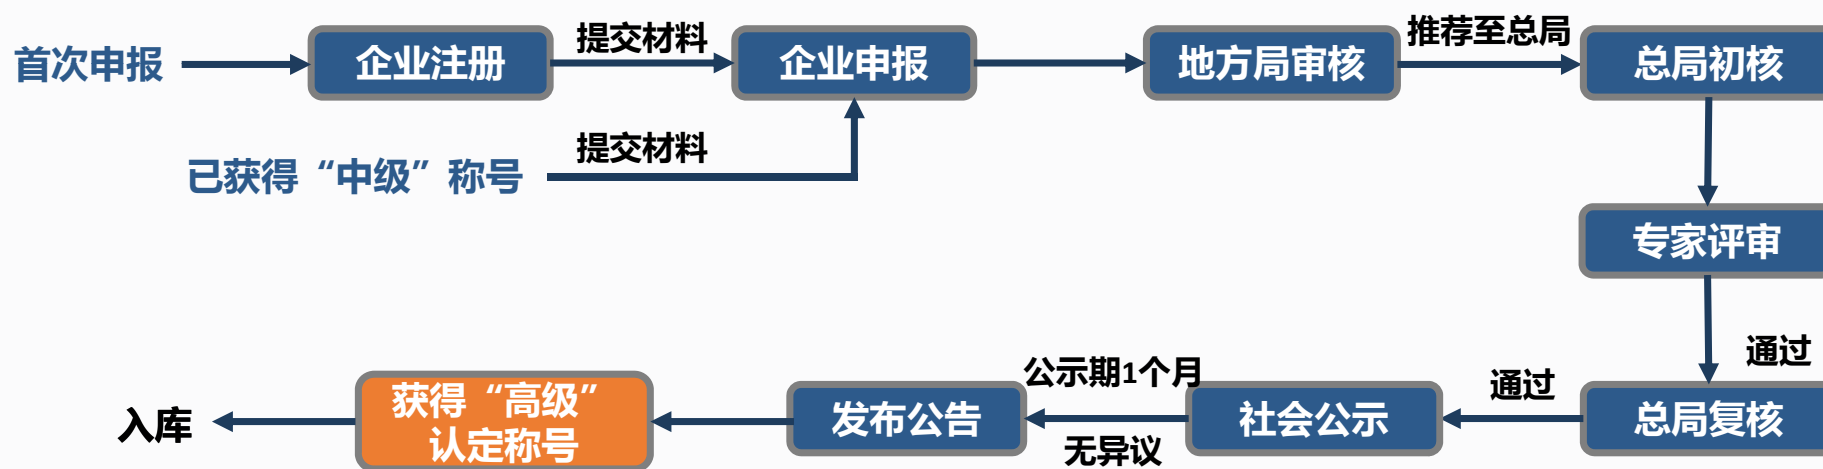 首次申报
企业注册
提交材料
企业申报
地方局审核
推荐至总局
总局初核
已获得“中级”称号
提交材料
专家评审
通过
总局复核
通过
社会公示
公示期1个月
无异议
发布公告
获得“高级”
认定称号
入库